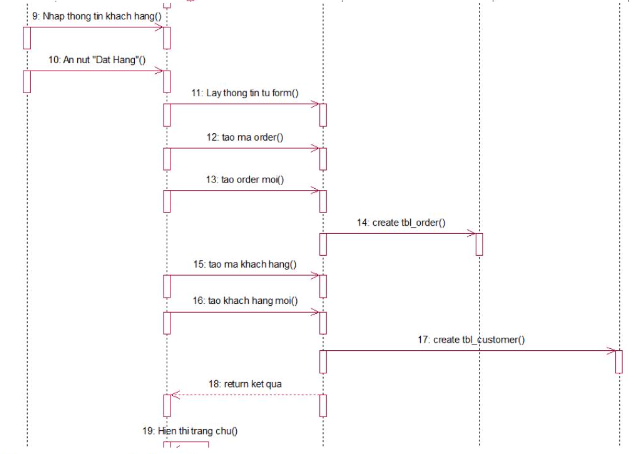 9: Nhap thong tin khach hang()
10: An nut "Dat Hang"()
11: Lay thong tin tu form()
12: tao ma order()
13: tao order moi()
14: create tbl_order()
15: tao ma khach hang()
16: tao khach hang moi()
17: create tbl_customer()
18: return ket qua
19: Hien thi trang chu()